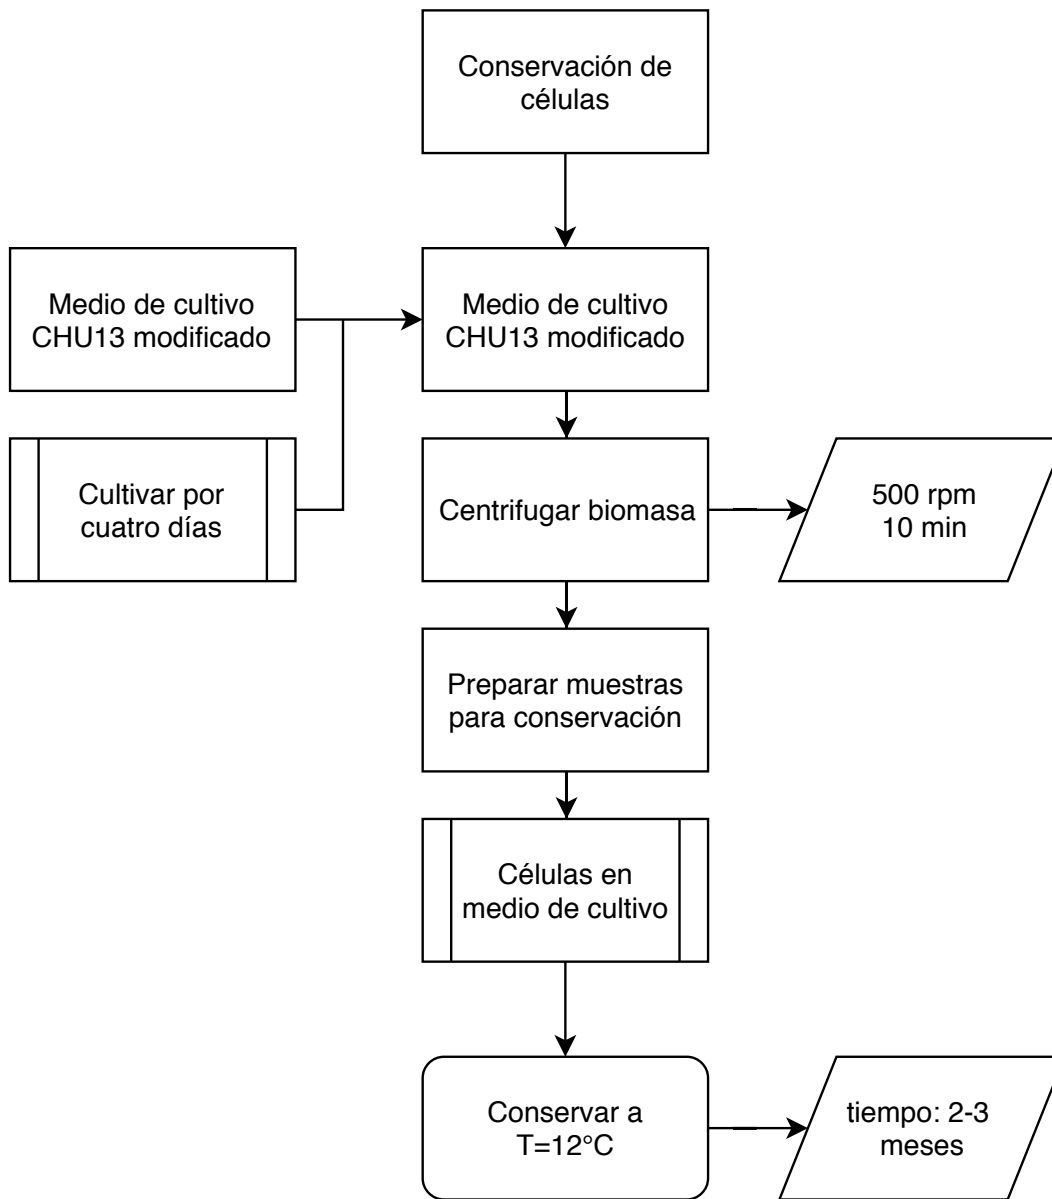 Conservación de
células
Medio de cultivo
CHU13 modificado
Medio de cultivo
CHU13 modificado
Cultivar por
cuatro días
Centrifugar biomasa
500 rpm
10 min
Preparar muestras
para conservación
Células en
medio de cultivo
Conservar a
T=12°C
tiempo: 2-3
meses